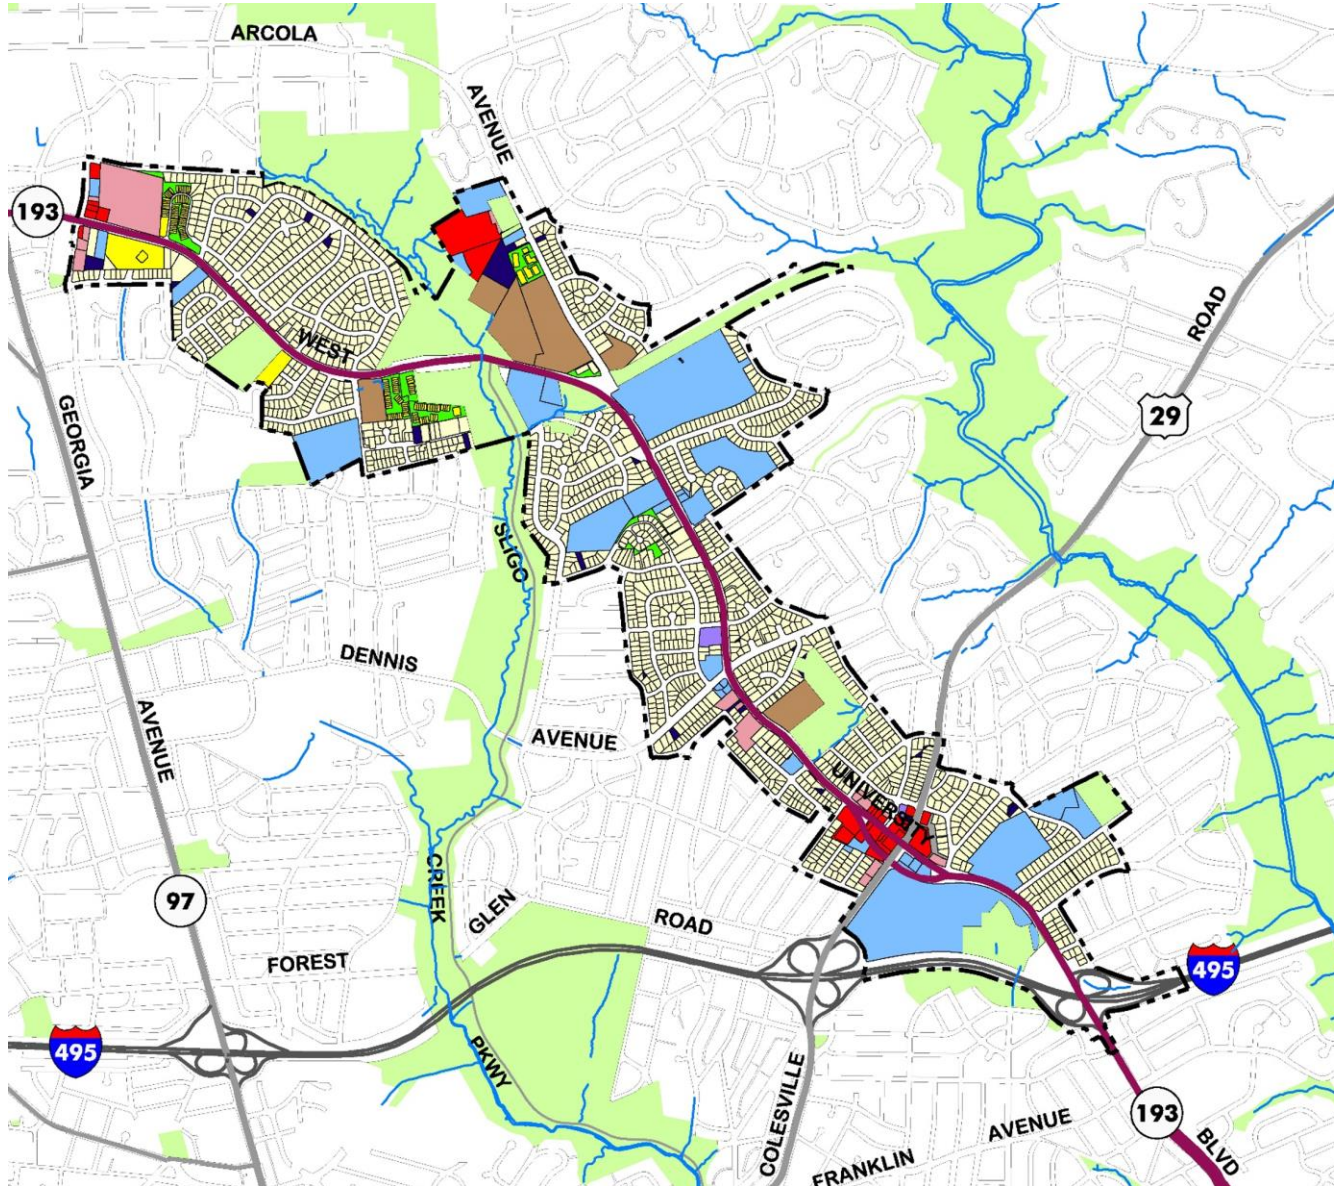 ARCOLA
AVENUE
193
WEST
29
ROAD
GEORGIA
AVENUE
SLIGO
CREEK
PKWY
DENNIS
AVENUE
UNIVERSITY
97
FOREST
GLEN
ROAD
495
495
COLESVILLE
FRANKLIN
AVENUE
193
BLVD